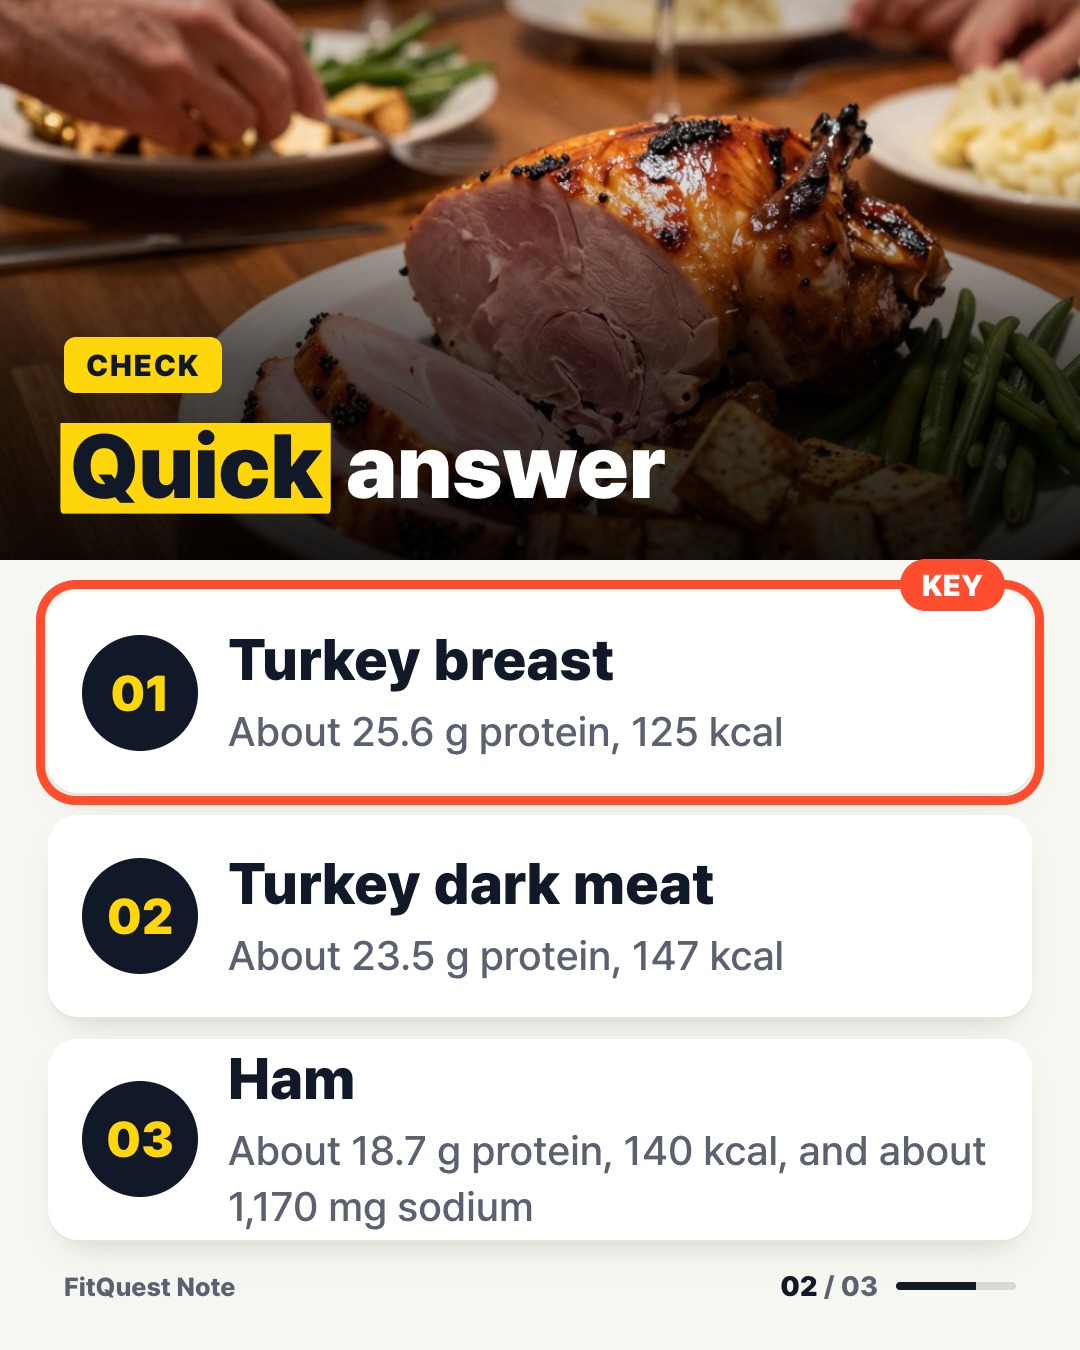 CHECK
Quick answer
KEY
01
Turkey breast
About 25.6 g protein, 125 kcal
02
Turkey dark meat
About 23.5 g protein, 147 kcal
03
Ham
About 18.7 g protein, 140 kcal, and about
1,170 mg sodium
FitQuest Note
02 / 03